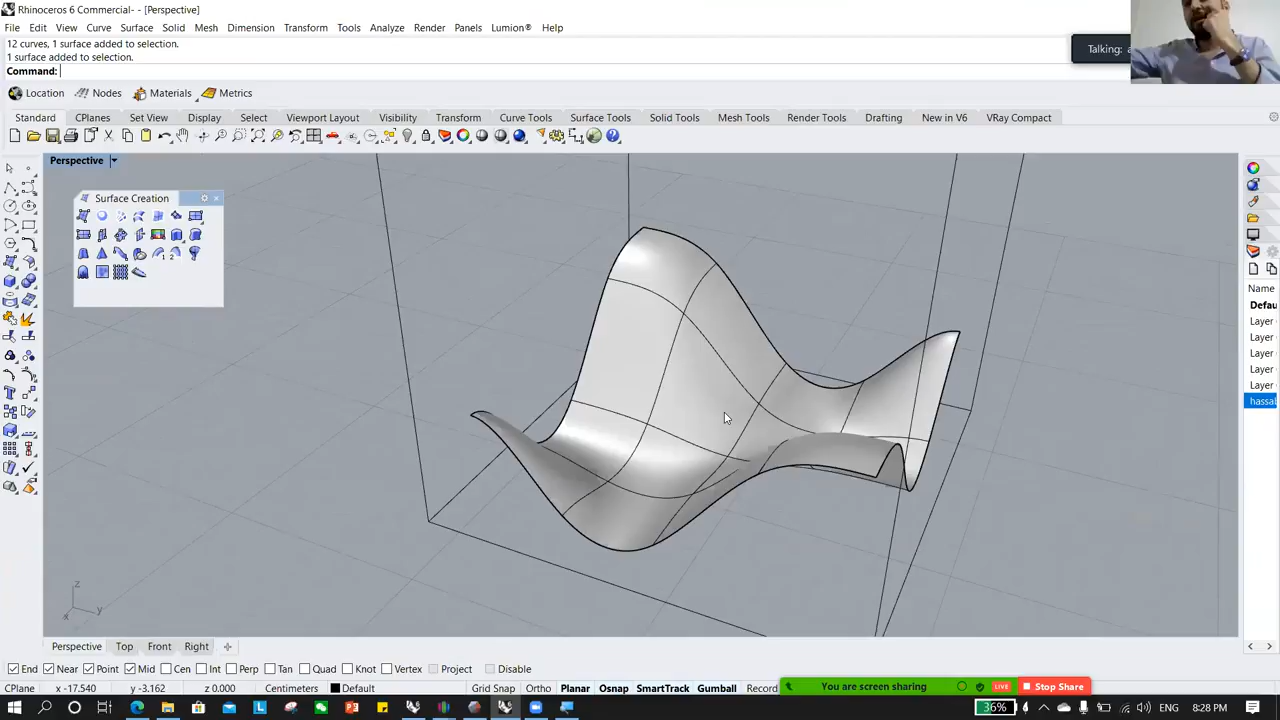 Rhinoceros 6 Commercial- - [Perspective]
File Edit View Curve Surface Solid Mesh Dimension Transform Tools Analyze Render Panels Lumion® Help
12 curves, 1 surface added to selection.
1 surface added to selection.
Talking:
Command:
Location Nodes Materials Metrics
Standard CPlanes Set View Display Select Viewport Layout Visibility Transform Curve Tools Surface Tools Solid Tools Mesh Tools Render Tools Drafting New in V6 VRay Compact
Perspective
Surface Creation
Name
Defau
Layer
Layer
Layer
Layer
Layer
hassa
z
y
x
Perspective Top Front Right
End Near Point Mid Cen Int Perp Tan Quad Knot Vertex Project Disable
CPlane x -17.540 y -3.162 z 0.000 Centimeters Default Grid Snap Ortho Planar Osnap SmartTrack Gumball Record
You are screen sharing LIVE Stop Share
36% ENG 8:28 PM